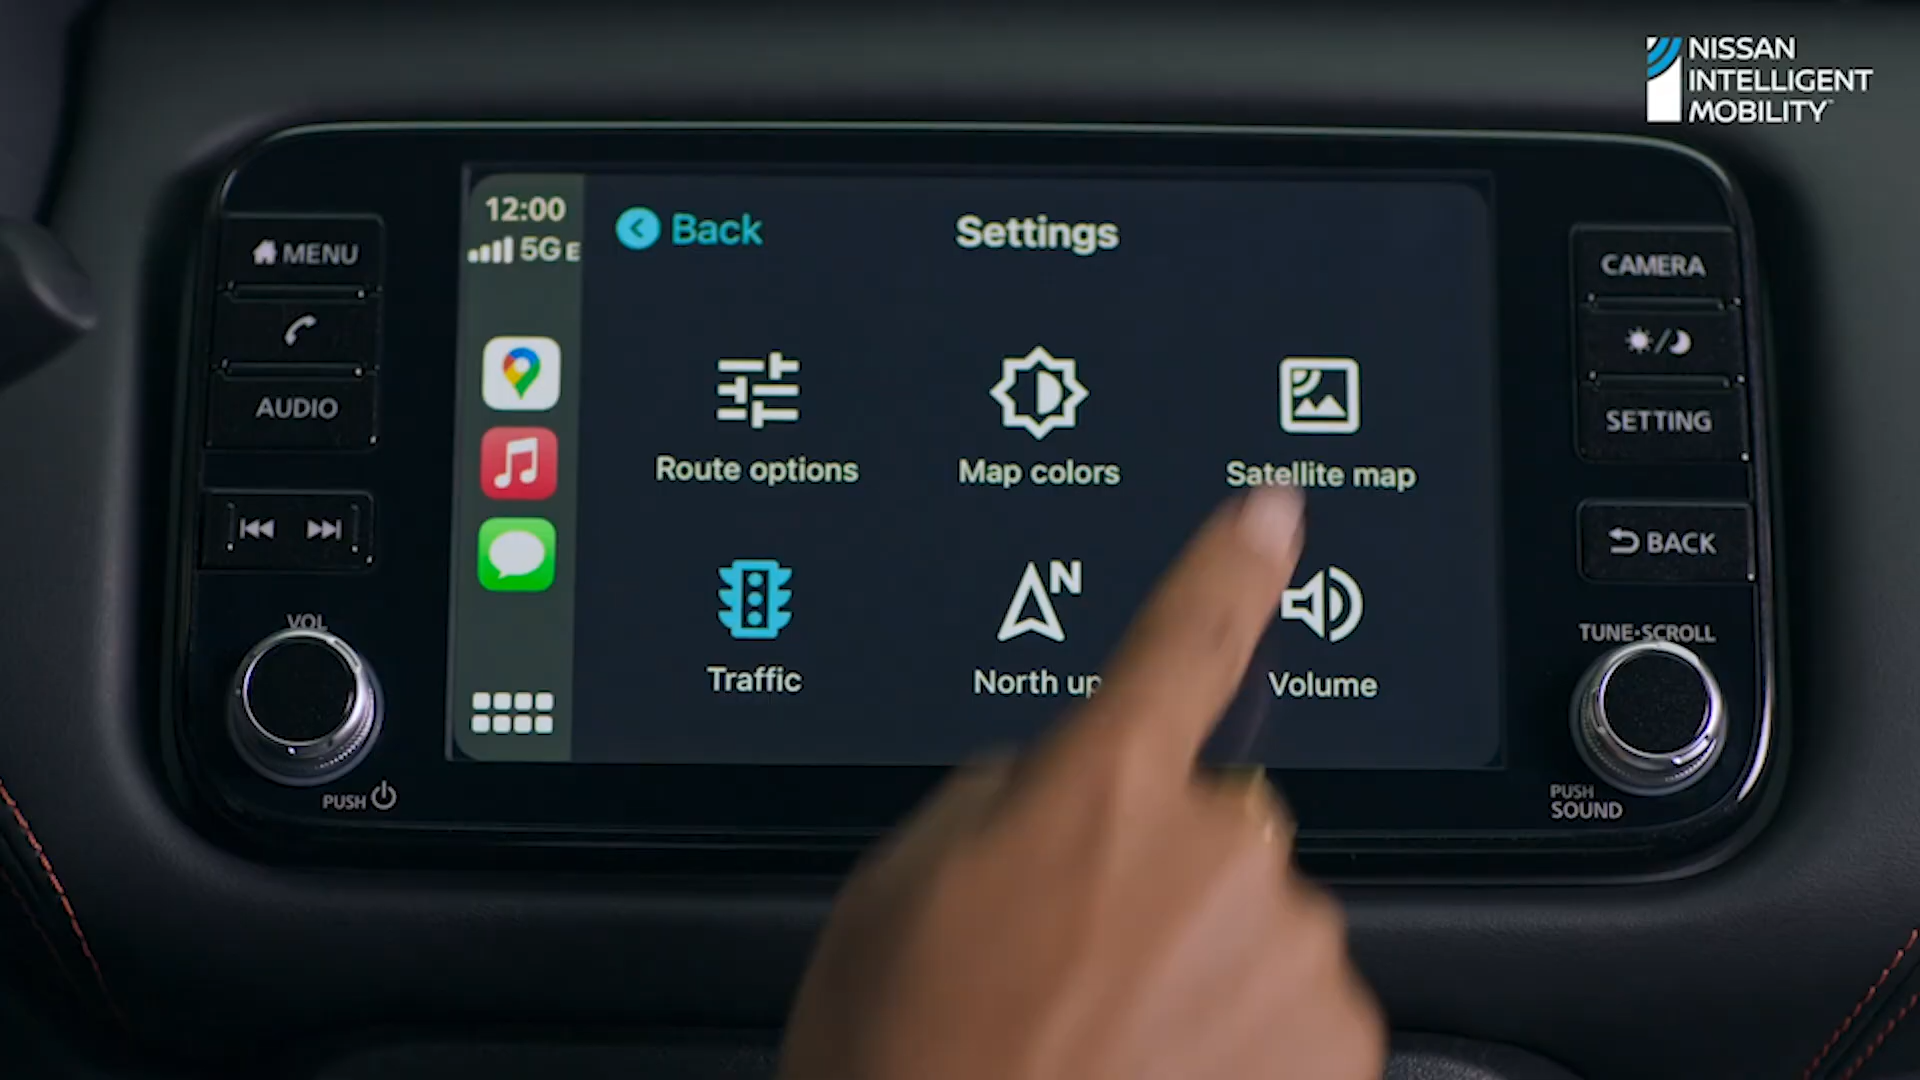 NISSAN
INTELLIGENT
MOBILITY™
12:00
5G E
Back
Settings
MENU
AUDIO
VOL
PUSH
Route options
Map colors
Satellite map
Traffic
North up
Volume
CAMERA
SETTING
BACK
TUNE•SCROLL
PUSH
SOUND